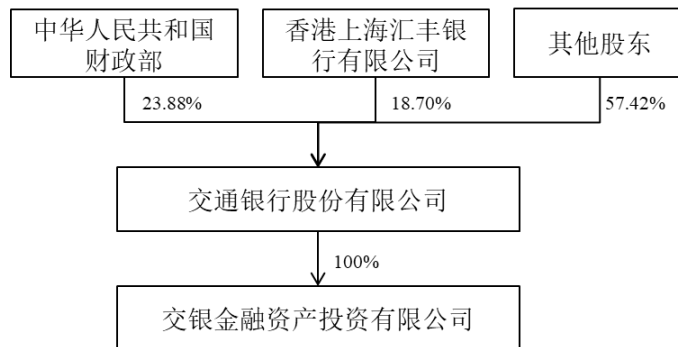 中华人民共和国
财政部
香港上海汇丰银
行有限公司
其他股东
23.88%
18.70%
57.42%
交通银行股份有限公司
100%
交银金融资产投资有限公司